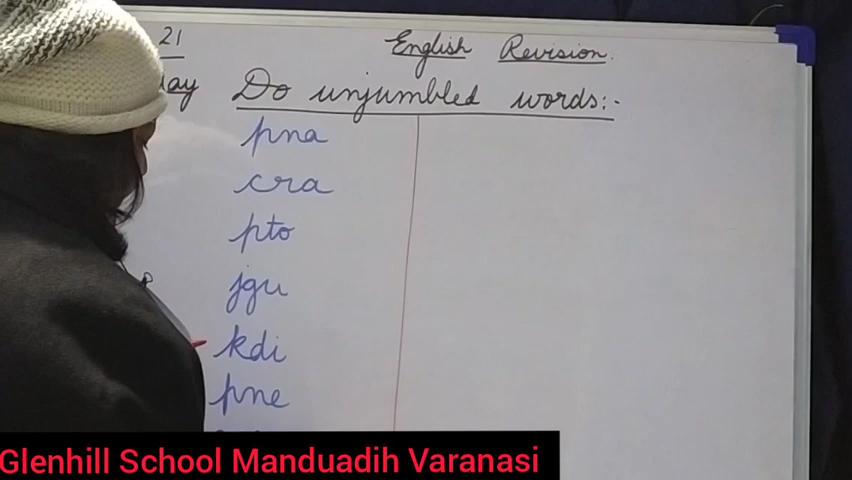 21
English Revision.
Do unjumbled words:-
pna
cra
pto
jgu
kdi
pne
Glenhill School Manduadih Varanasi